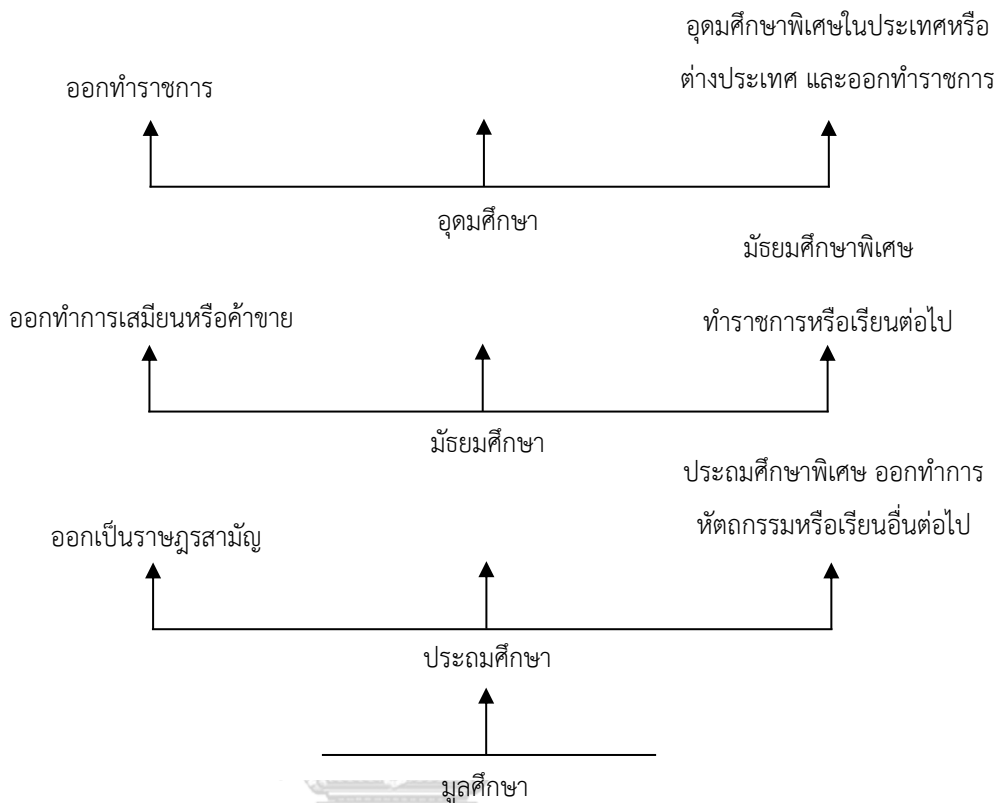 อุดมศึกษาพิเศษในประเทศหรือ
ต่างประเทศ และออกทำราชการ
ออกทำราชการ
อุดมศึกษา
มัธยมศึกษาพิเศษ
ออกทำการเสมียนหรือค้าขาย
ทำราชการหรือเรียนต่อไป
มัธยมศึกษา
ประถมศึกษาพิเศษ ออกทำการ
หัตถกรรมหรือเรียนอื่นต่อไป
ออกเป็นราษฎรสามัญ
ประถมศึกษา
มูลศึกษา